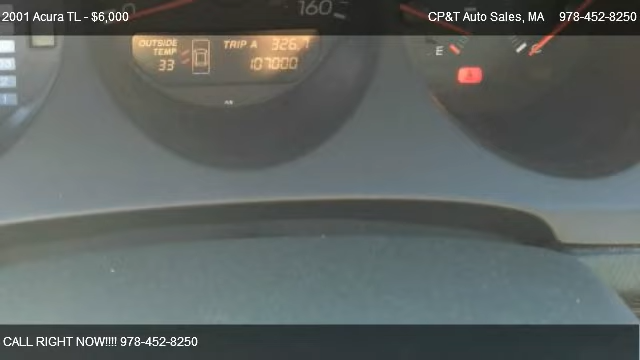 2001 Acura TL - $6,000
CP&T Auto Sales, MA 978-452-8250
160
OUTSIDE TEMP 33
TRIP A 326.7
107000
E
CALL RIGHT NOW!!!! 978-452-8250